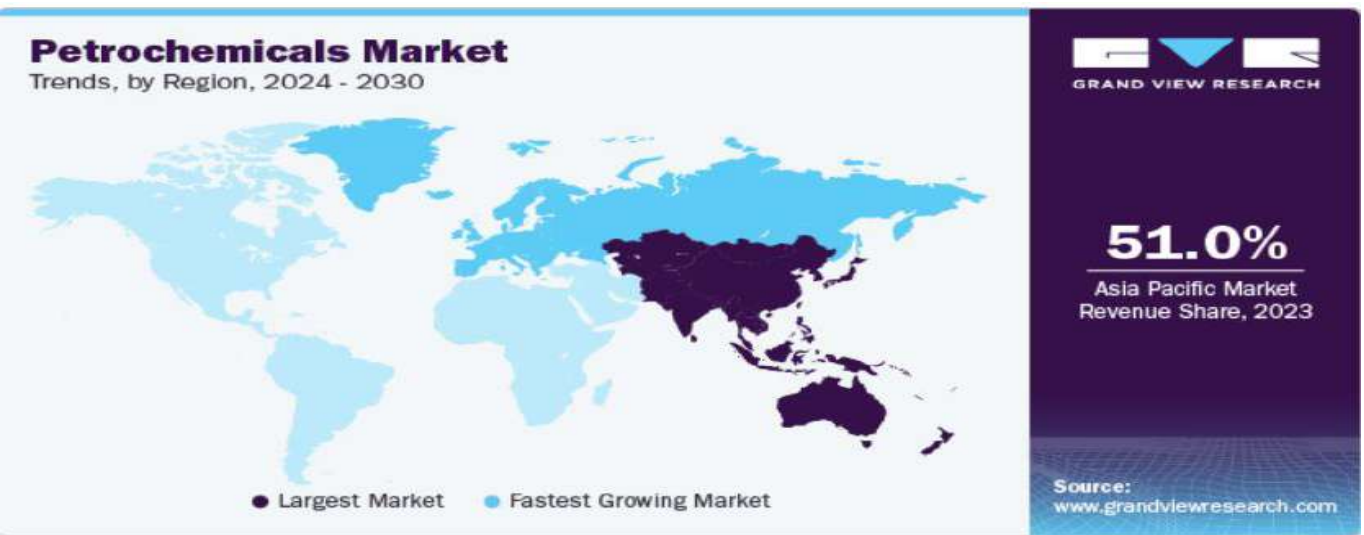 Petrochemicals Market
Trends, by Region, 2024 - 2030
GRAND VIEW RESEARCH
51.0%
Asia Pacific Market
Revenue Share, 2023
Largest Market
Fastest Growing Market
Source:
www.grandviewresearch.com